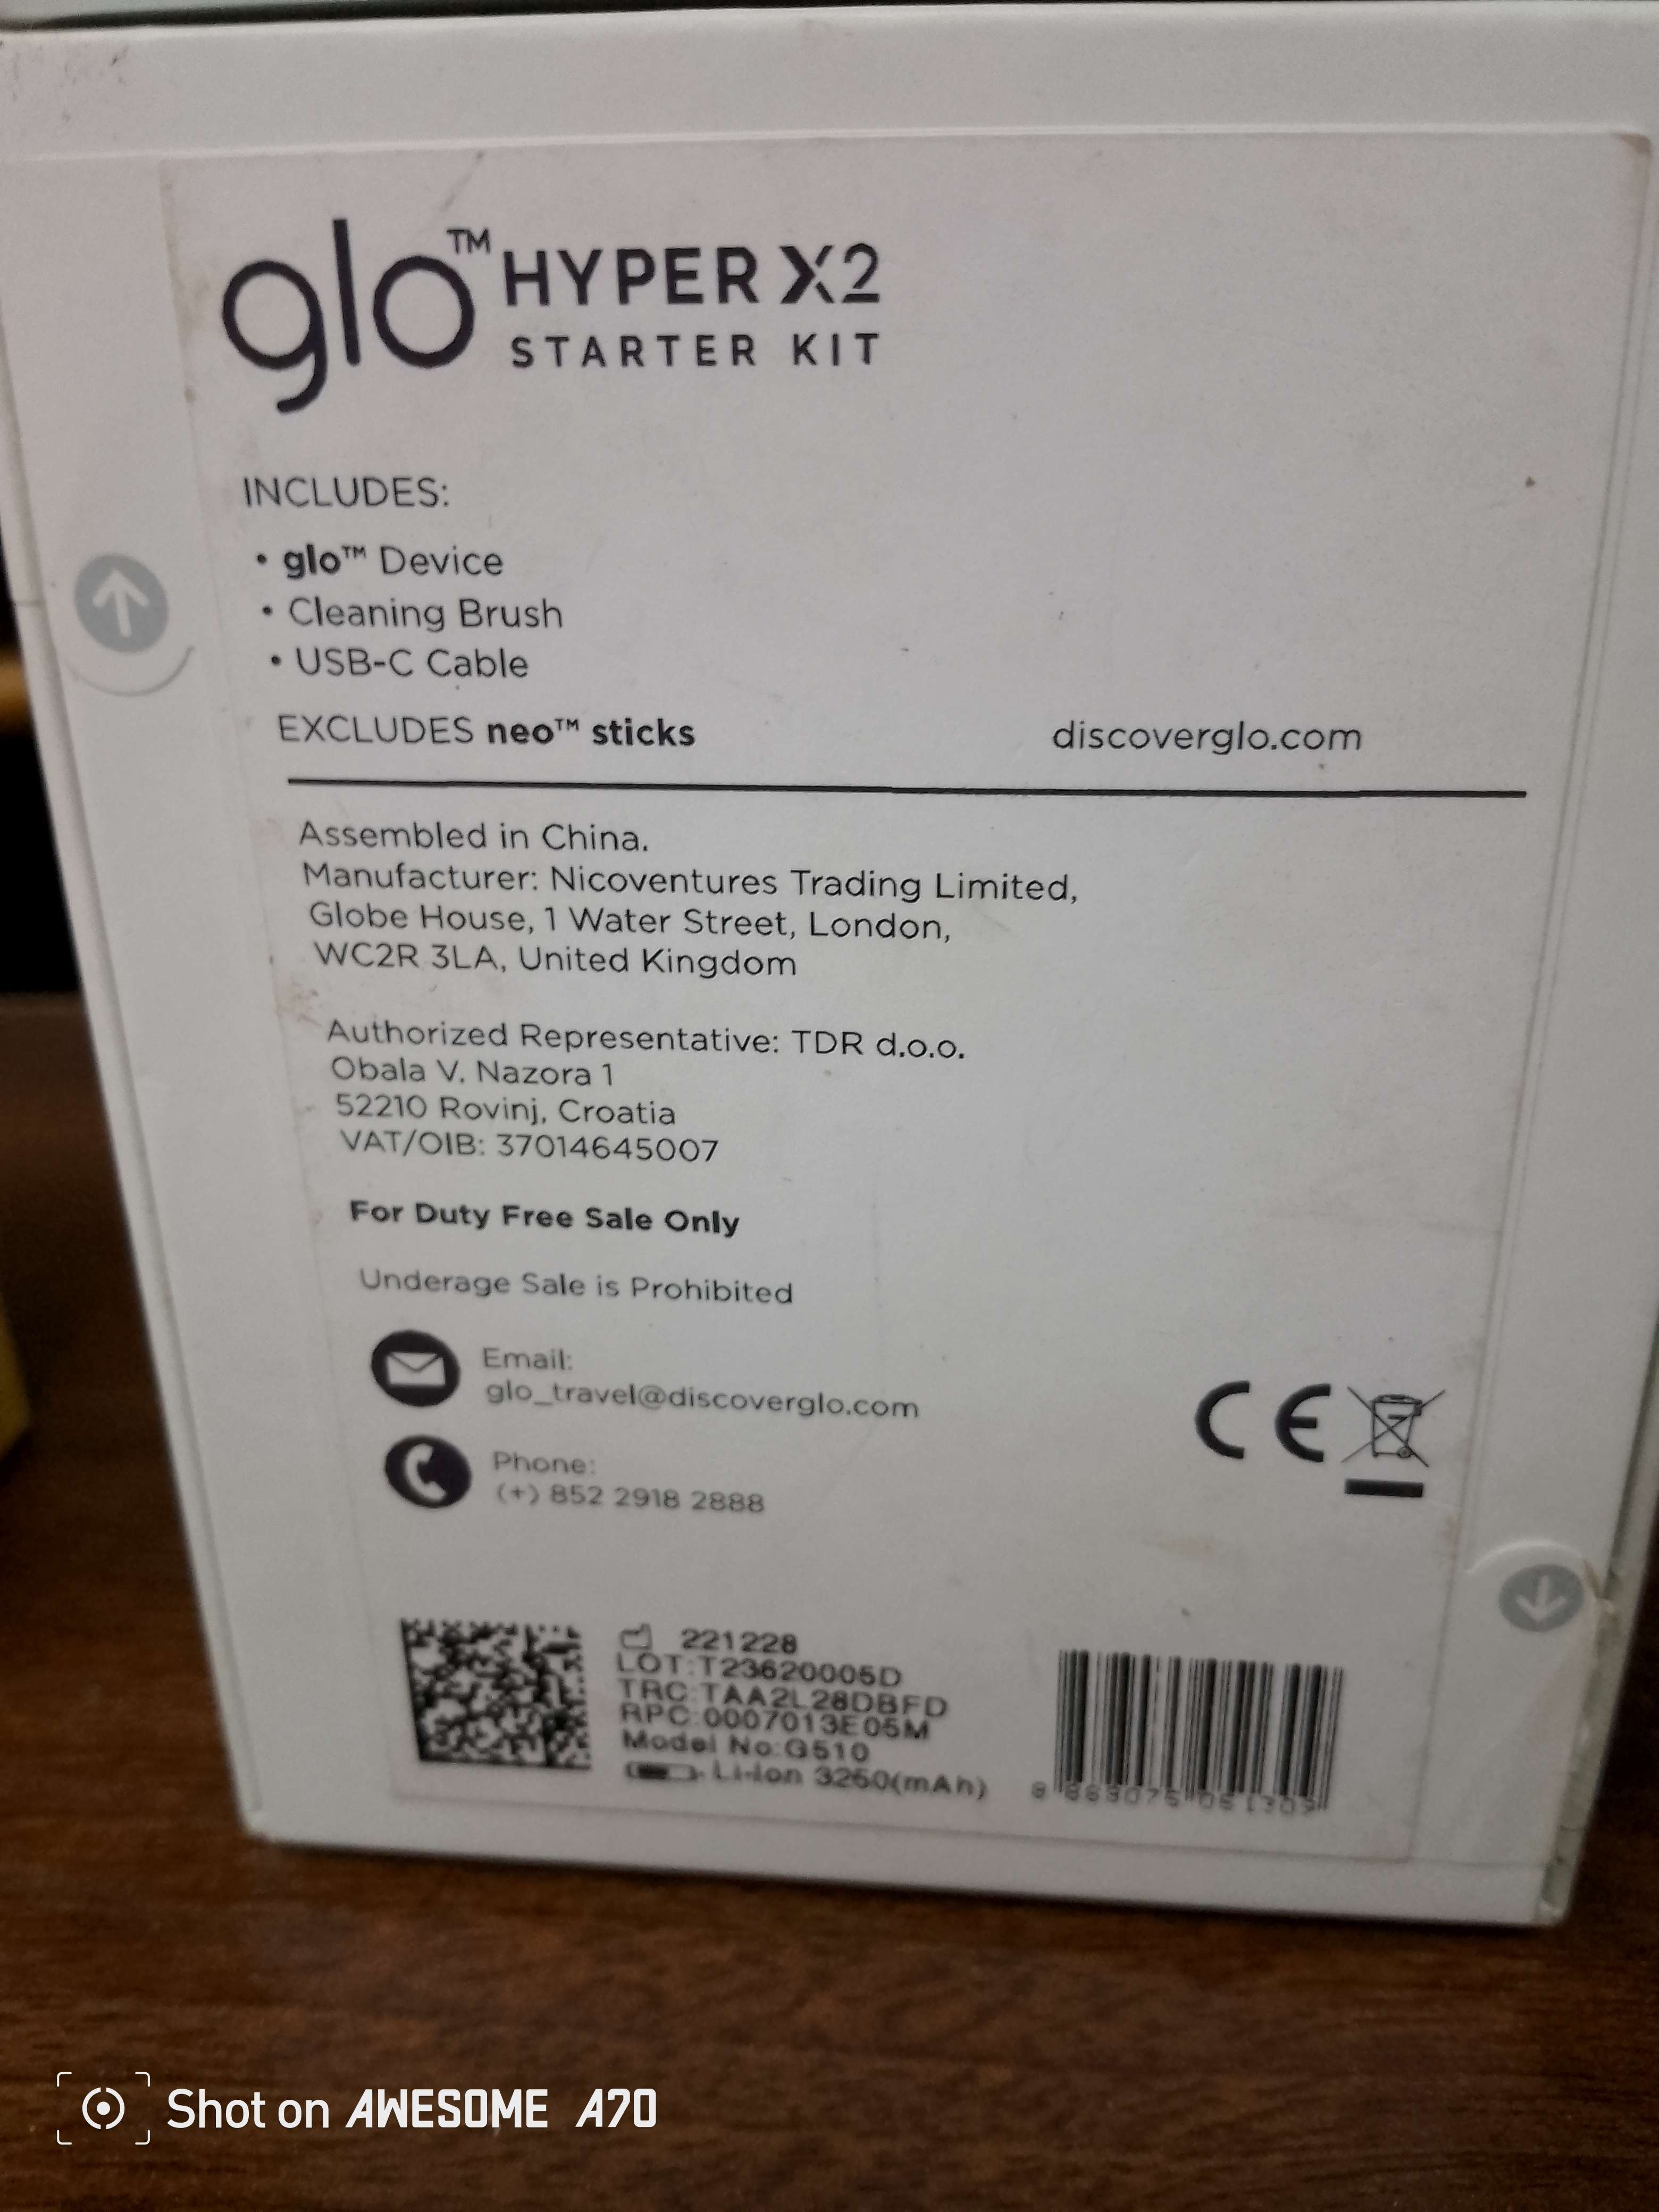 glo™ HYPER X2
STARTER KIT
INCLUDES:
• glo™ Device
• Cleaning Brush
• USB-C Cable
EXCLUDES neo™ sticks
discoverglo.com
Assembled in China.
Manufacturer: Nicoventures Trading Limited,
Globe House, 1 Water Street, London,
WC2R 3LA, United Kingdom
Authorized Representative: TDR d.o.o.
Obala V. Nazora 1
52210 Rovinj, Croatia
VAT/OIB: 37014645007
For Duty Free Sale Only
Underage Sale is Prohibited
Email:
glo_travel@discoverglo.com
Phone:
(+) 852 2918 2888
CE
221228
LOT:T23620005D
TRC:TAA2L28DBFD
RPC:0007013E05M
Model No:G510
Li-Ion 3250(mAh)
Shot on AWESOME A70